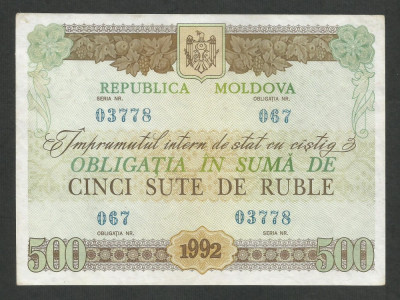 REPUBLICA MOLDOVA
SERIA NR. OBLIGAȚIA NR.
03778 067
Împrumutul intern de stat cu cîștig
OBLIGAȚIA ÎN SUMĂ DE
CINCI SUTE DE RUBLE
067 03778
OBLIGAȚIA NR. SERIA NR.
500 1992 500